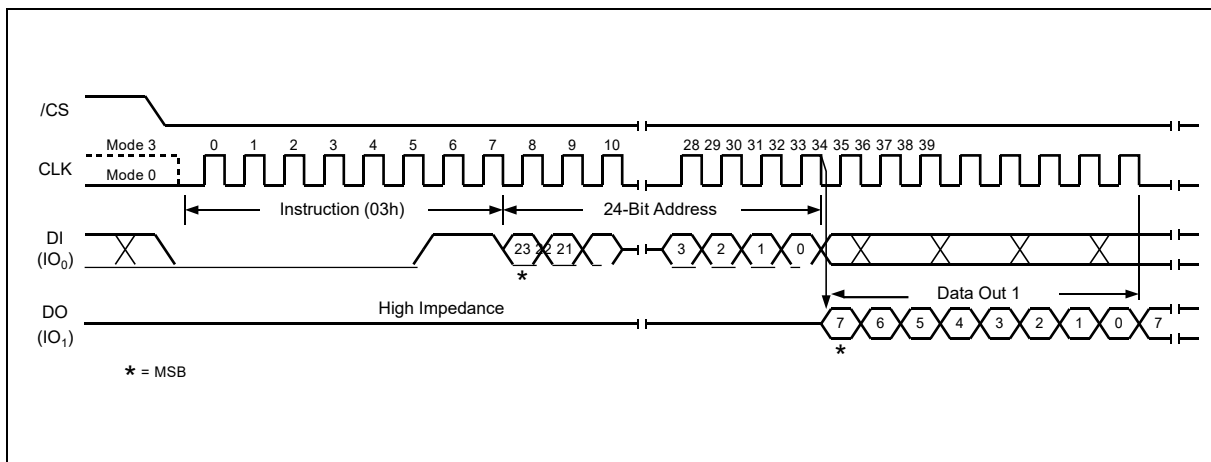 /CS
Mode 3 0 1 2 3 4 5 6 7 8 9 10 28 29 30 31 32 33 34 35 36 37 38 39
CLK
Mode 0
Instruction (03h) 24-Bit Address
DI
(IO0)
23 22 21 3 2 1 0
*
Data Out 1
DO
(IO1)
High Impedance
7 6 5 4 3 2 1 0 7
*
* = MSB